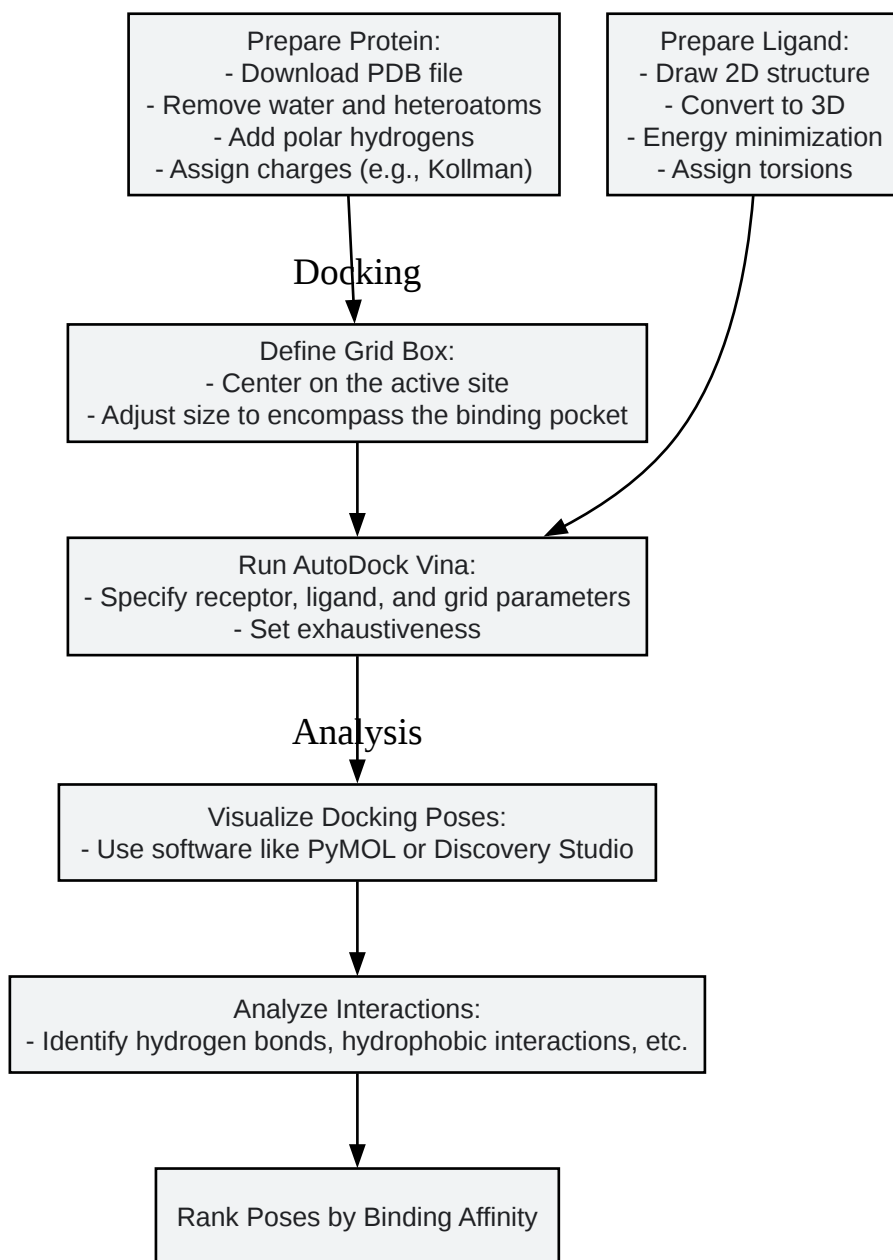 Prepare Protein:
- Download PDB file
- Remove water and heteroatoms
- Add polar hydrogens
- Assign charges (e.g., Kollman)
Prepare Ligand:
- Draw 2D structure
- Convert to 3D
- Energy minimization
- Assign torsions
Docking
Define Grid Box:
- Center on the active site
- Adjust size to encompass the binding pocket
Run AutoDock Vina:
- Specify receptor, ligand, and grid parameters
- Set exhaustiveness
Analysis
Visualize Docking Poses:
- Use software like PyMOL or Discovery Studio
Analyze Interactions:
- Identify hydrogen bonds, hydrophobic interactions, etc.
Rank Poses by Binding Affinity